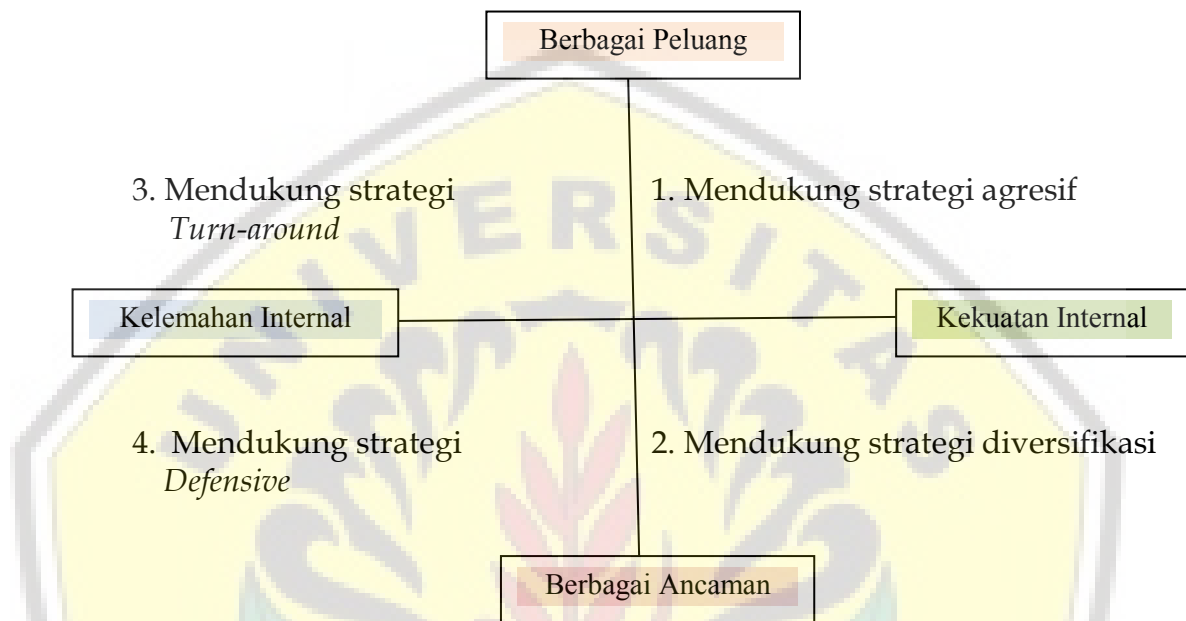 Berbagai Peluang
3. Mendukung strategi
Turn-around
1. Mendukung strategi agresif
UNIVERSITAS
Kelemahan Internal
Kekuatan Internal
4. Mendukung strategi
Defensive
2. Mendukung strategi diversifikasi
Berbagai Ancaman